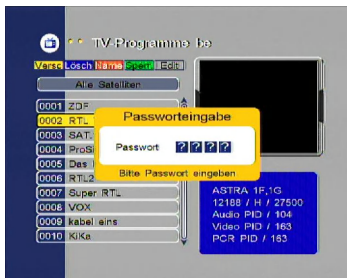 TV-Programme be
Versc Lösch Name Sperr Edit
Alle Satelliten
0001 ZDF
0002 RTL
0003 SAT.
0004 ProSi
0005 Das
0006 RTL2
0007 Super RTL
0008 VOX
0009 kabel eins
0010 KiKa
Passworteingabe
Passwort ? ? ? ?
Bitte Passwort eingeben
ASTRA 1F,1G
12188 / H / 27500
Audio PID / 104
Video PID / 163
PCR PID / 163